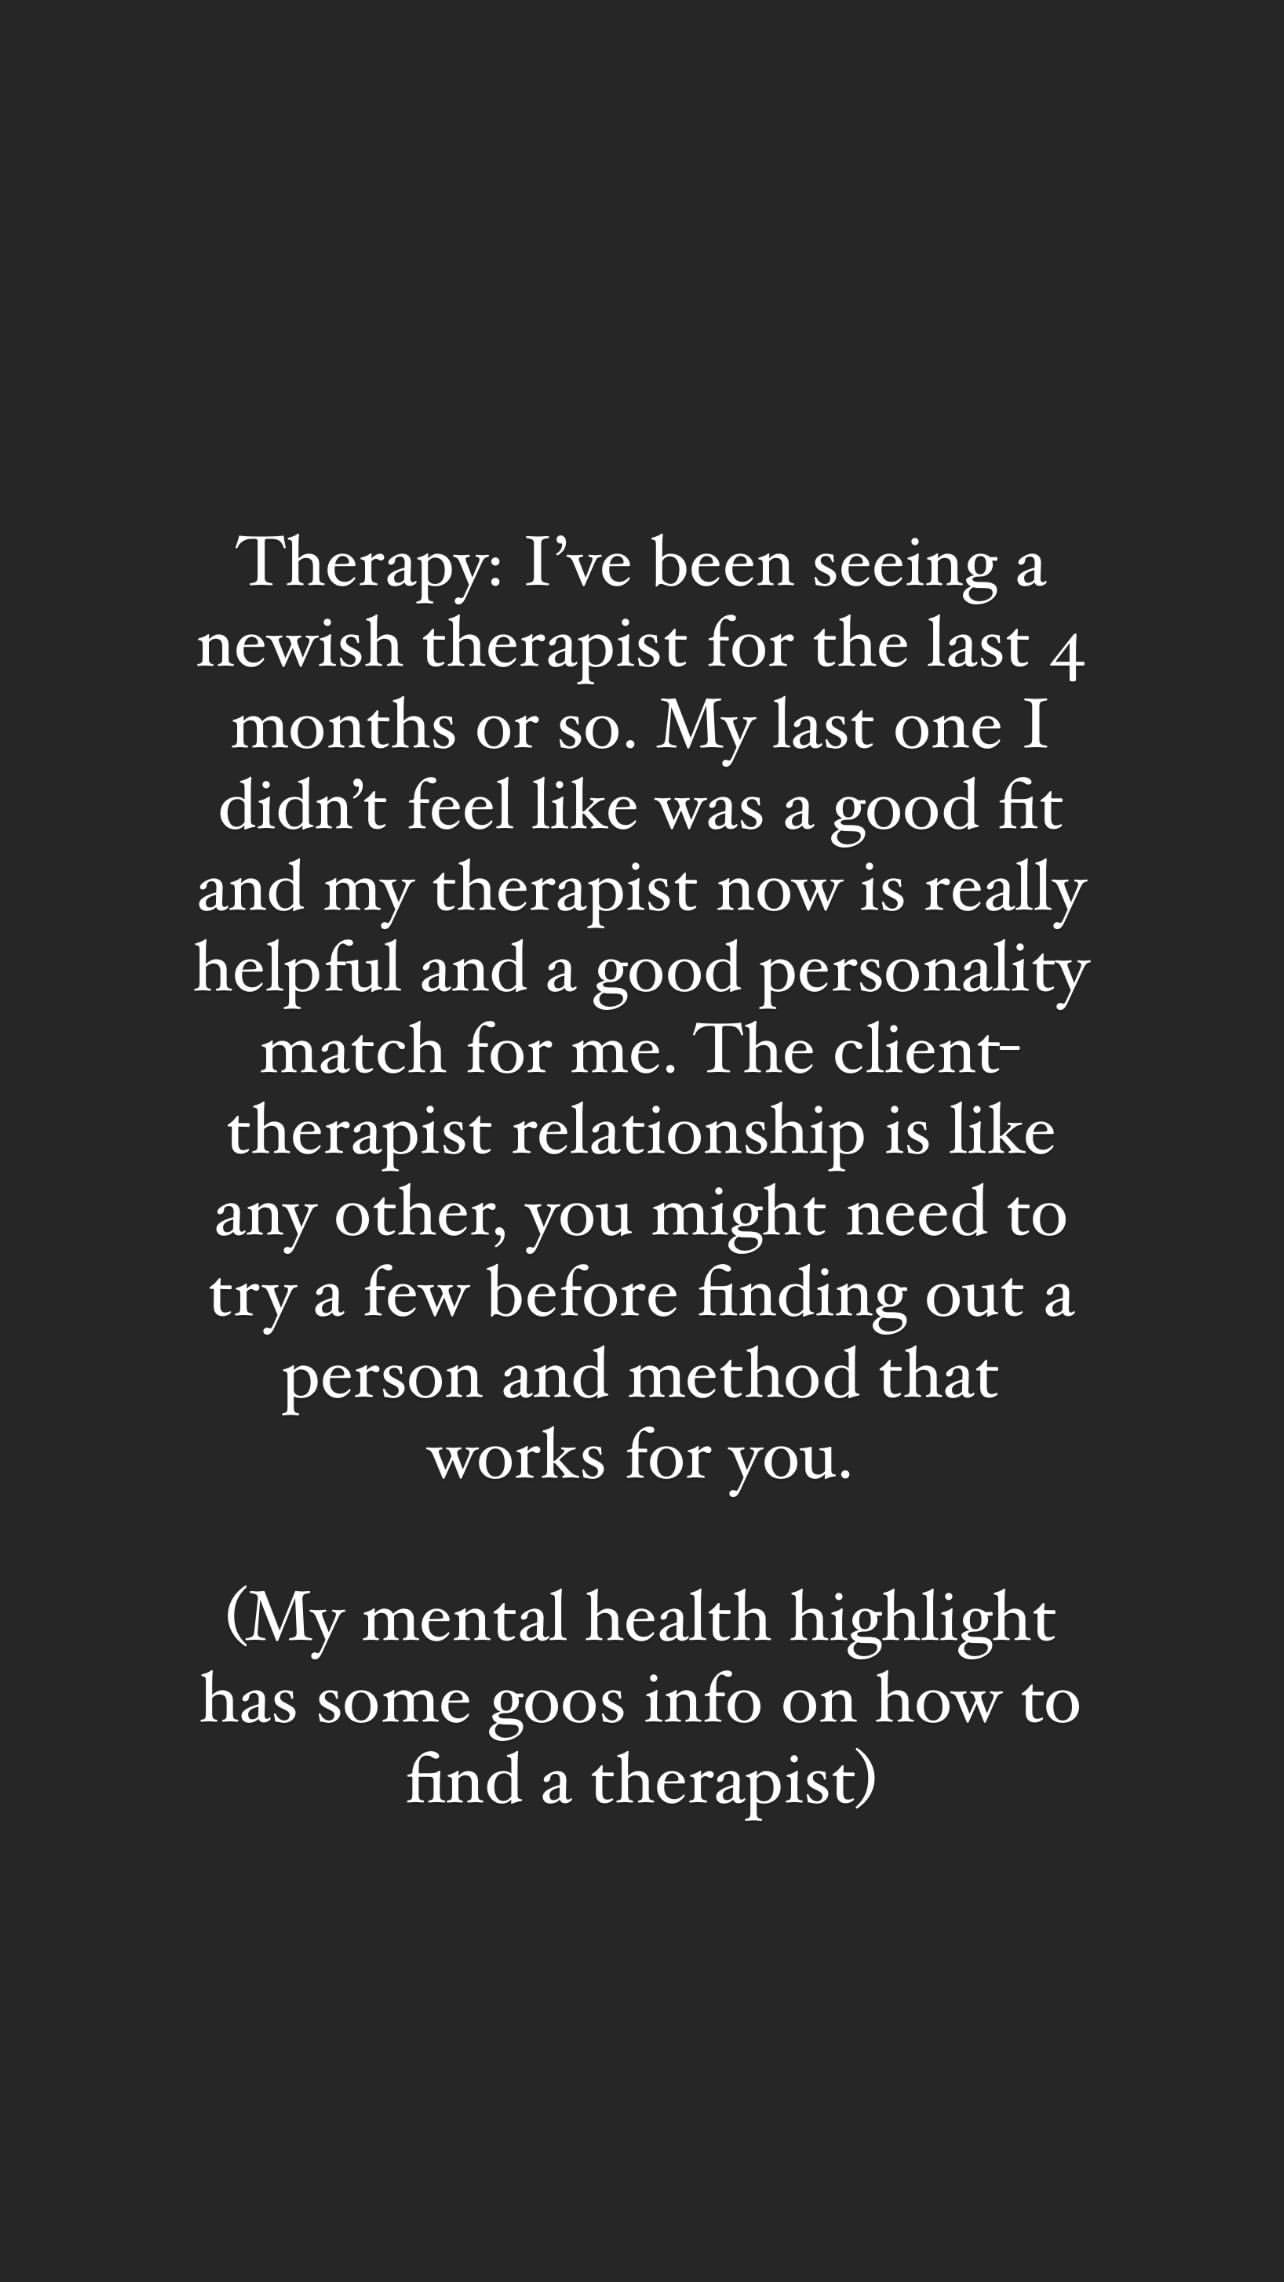 Therapy: I’ve been seeing a
newish therapist for the last 4
months or so. My last one I
didn’t feel like was a good fit
and my therapist now is really
helpful and a good personality
match for me. The client-
therapist relationship is like
any other, you might need to
try a few before finding out a
person and method that
works for you.
(My mental health highlight
has some goos info on how to
find a therapist)